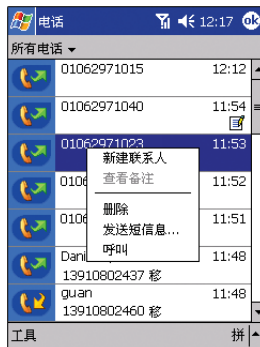 电话 12:17 ok
所有电话
01062971015 12:12
01062971040 11:54
01062971023 11:53
新建联系人
查看备注
0106 11:52
删除
0106 11:51
发送短信息...
呼叫
Dani 11:48
13910802437 移
guan 11:48
13910802460 移
工具 拼